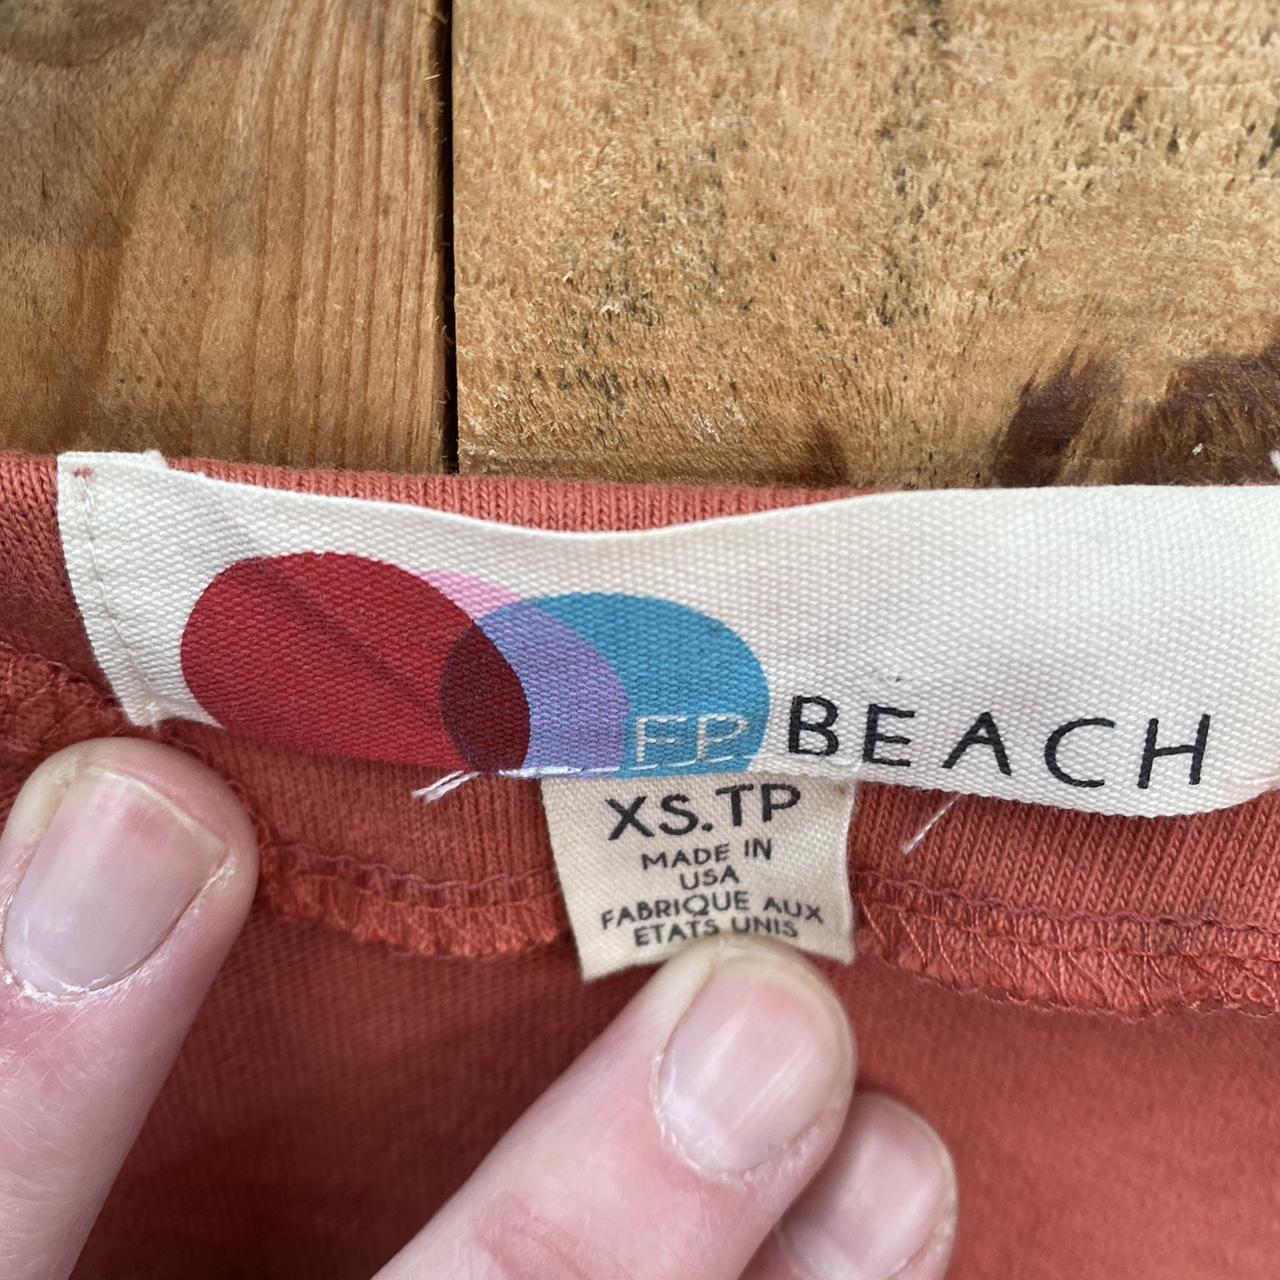 FP BEACH
XS.TP
MADE IN
USA
FABRIQUE AUX
ETATS UNIS